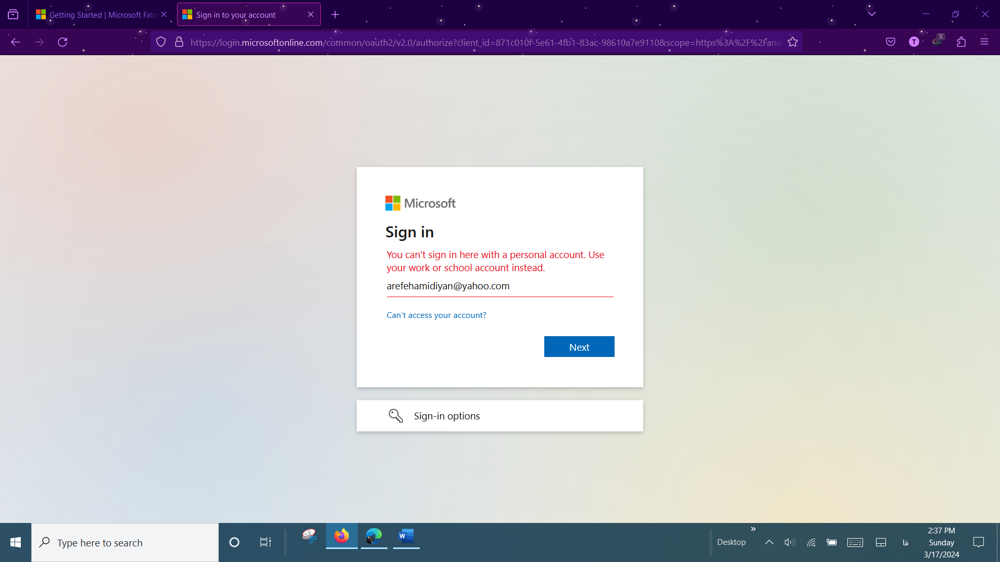 Getting Started | Microsoft Fabr
Sign in to your account
https://login.microsoftonline.com/common/oauth2/v2.0/authorize?client_id=871c010f-5e61-4fb1-83ac-98610a7e9110&scope=https%3A%2F%2Fanal
T
X
Microsoft
Sign in
You can't sign in here with a personal account. Use
your work or school account instead.
arefehamidiyan@yahoo.com
Can't access your account?
Next
Sign-in options
Type here to search
W
Desktop
»
فا
2:37 PM
Sunday
3/17/2024